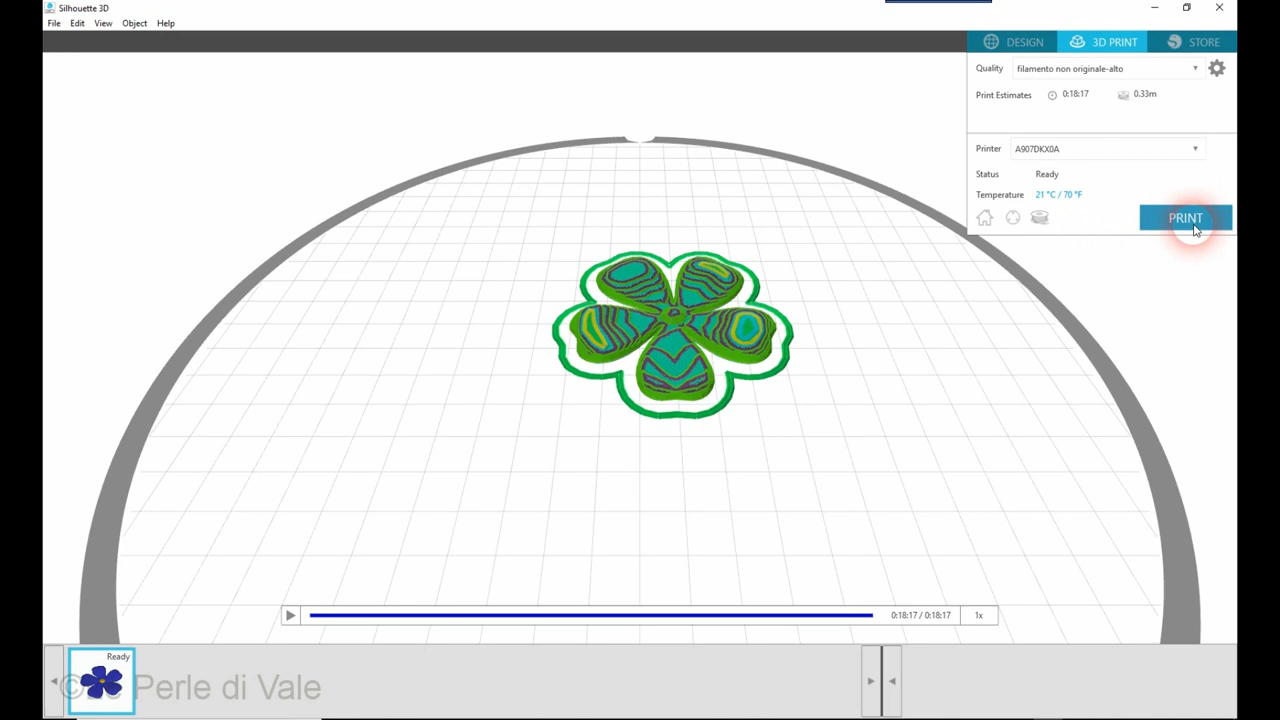 Silhouette 3D
File Edit View Object Help
DESIGN 3D PRINT STORE
Quality filamento non originale-alto
Print Estimates 0:18:17 0.33m
Printer A907DKX0A
Status Ready
Temperature 21 °C / 70 °F
PRINT
0:18:17 / 0:18:17 1x
Ready
©Le Perle di Vale